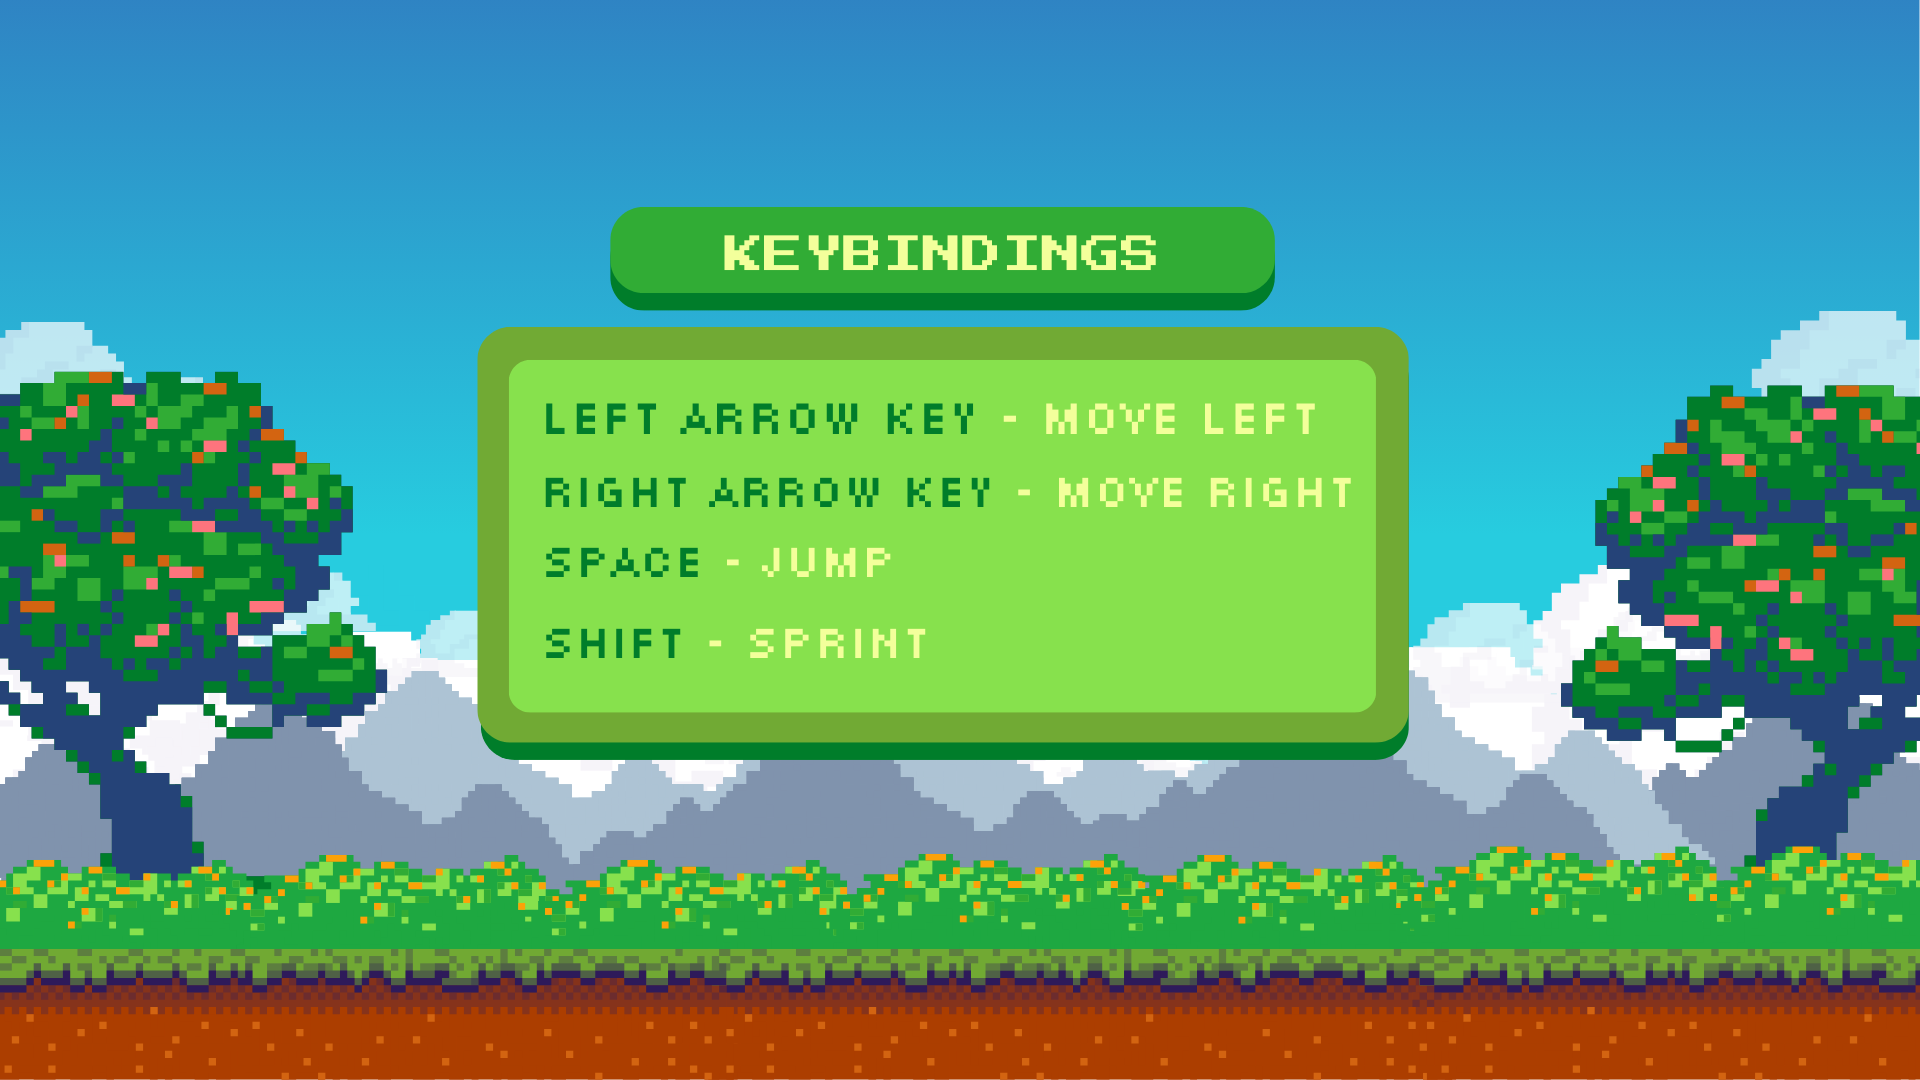 KEYBINDINGS
LEFT ARROW KEY - MOVE LEFT
RIGHT ARROW KEY - MOVE RIGHT
SPACE - JUMP
SHIFT - SPRINT